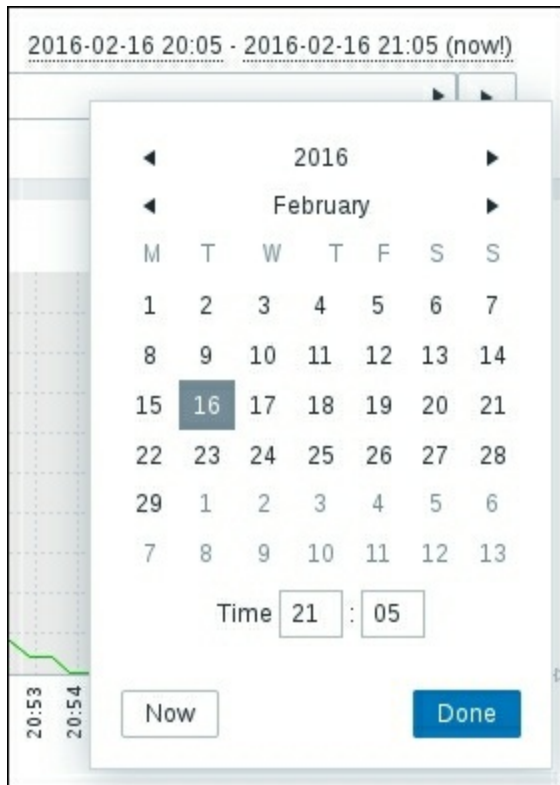 2016-02-16 20:05 - 2016-02-16 21:05 (now!)
2016
February
M T W T F S S
1 2 3 4 5 6 7
8 9 10 11 12 13 14
15 16 17 18 19 20 21
22 23 24 25 26 27 28
29 1 2 3 4 5 6
7 8 9 10 11 12 13
Time 21 : 05
20:53
20:54
Now Done